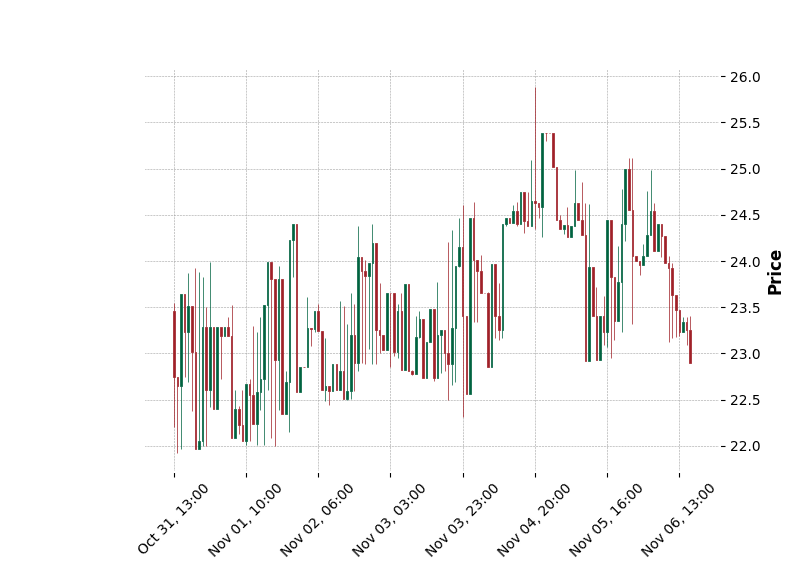 26.0
25.5
25.0
24.5
24.0
23.5
23.0
22.5
22.0
Price
Oct 31, 13:00
Nov 01, 10:00
Nov 02, 06:00
Nov 03, 03:00
Nov 03, 23:00
Nov 04, 20:00
Nov 05, 16:00
Nov 06, 13:00